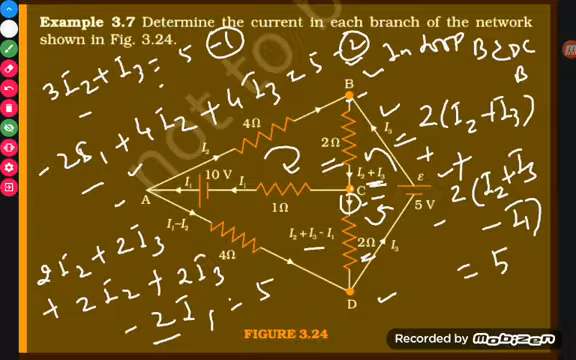 Example 3.7 Determine the current in each branch of the network
shown in Fig. 3.24.
3I2 + I3 = 5 -1
-2I1 + 4I2 + 4I3 = 5 -2
In loop BEDC
B
2(I2+I3)
+
2(I2+I3
-I1)
= 5
2I2 + 2I3
+ 2I2 + 2I3
- 2I1 = 5
B
I2
4Ω
I3
2Ω
10 V
I2 + I3
ε
A
I1
I1
C
5 V
1Ω
I1–I2
I2 + I3 - I1
2Ω
I3
4Ω
D
FIGURE 3.24
not to b
Recorded by mobizen